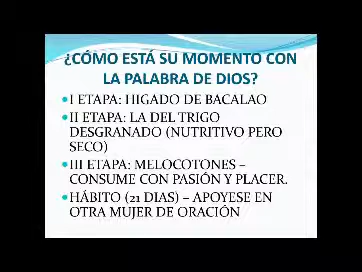 ¿CÓMO ESTÁ SU MOMENTO CON
LA PALABRA DE DIOS?
• I ETAPA: HIGADO DE BACALAO
• II ETAPA: LA DEL TRIGO
DESGRANADO (NUTRITIVO PERO
SECO)
• III ETAPA: MELOCOTONES –
CONSUME CON PASIÓN Y PLACER.
• HÁBITO (21 DIAS) – APOYESE EN
OTRA MUJER DE ORACIÓN